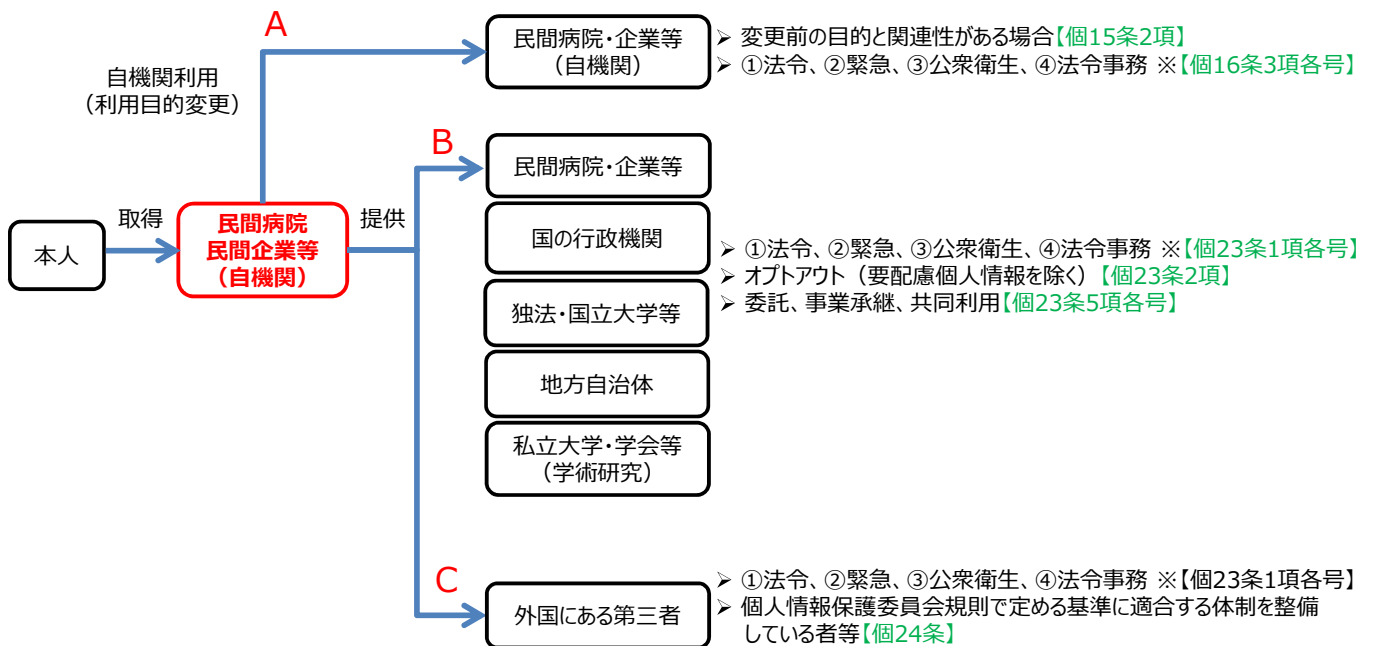 A
自機関利用
（利用目的変更）
民間病院・企業等
（自機関）
➢ 変更前の目的と関連性がある場合【個15条2項】
➢ ①法令、②緊急、③公衆衛生、④法令事務 ※【個16条3項各号】
本人
取得
民間病院
民間企業等
（自機関）
提供
B
民間病院・企業等
国の行政機関
独法・国立大学等
地方自治体
私立大学・学会等
（学術研究）
➢ ①法令、②緊急、③公衆衛生、④法令事務 ※【個23条1項各号】
➢ オプトアウト（要配慮個人情報を除く）【個23条2項】
➢ 委託、事業承継、共同利用【個23条5項各号】
C
外国にある第三者
➢ ①法令、②緊急、③公衆衛生、④法令事務 ※【個23条1項各号】
➢ 個人情報保護委員会規則で定める基準に適合する体制を整備
している者等【個24条】